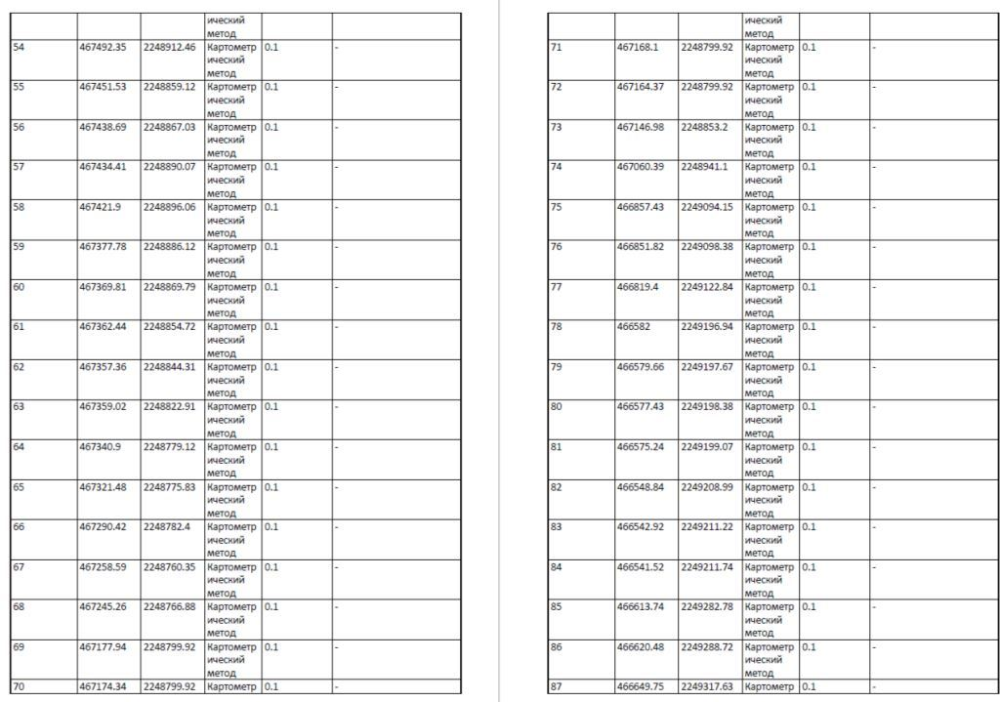 ический
метод
54 467492.35 2248912.46 Картометр 0.1 -
ический
метод
55 467451.53 2248859.12 Картометр 0.1 -
ический
метод
56 467438.69 2248867.03 Картометр 0.1 -
ический
метод
57 467434.41 2248890.07 Картометр 0.1 -
ический
метод
58 467421.9 2248896.06 Картометр 0.1 -
ический
метод
59 467377.78 2248886.12 Картометр 0.1 -
ический
метод
60 467369.81 2248869.79 Картометр 0.1 -
ический
метод
61 467362.44 2248854.72 Картометр 0.1 -
ический
метод
62 467357.36 2248844.31 Картометр 0.1 -
ический
метод
63 467359.02 2248822.91 Картометр 0.1 -
ический
метод
64 467340.9 2248779.12 Картометр 0.1 -
ический
метод
65 467321.48 2248775.83 Картометр 0.1 -
ический
метод
66 467290.42 2248782.4 Картометр 0.1 -
ический
метод
67 467258.59 2248760.35 Картометр 0.1 -
ический
метод
68 467245.26 2248766.88 Картометр 0.1 -
ический
метод
69 467177.94 2248799.92 Картометр 0.1 -
ический
метод
70 467174.34 2248799.92 Картометр 0.1 -
ический
метод
71 467168.1 2248799.92 Картометр 0.1 -
ический
метод
72 467164.37 2248799.92 Картометр 0.1 -
ический
метод
73 467146.98 2248853.2 Картометр 0.1 -
ический
метод
74 467060.39 2248941.1 Картометр 0.1 -
ический
метод
75 466857.43 2249094.15 Картометр 0.1 -
ический
метод
76 466851.82 2249098.38 Картометр 0.1 -
ический
метод
77 466819.4 2249122.84 Картометр 0.1 -
ический
метод
78 466582 2249196.94 Картометр 0.1 -
ический
метод
79 466579.66 2249197.67 Картометр 0.1 -
ический
метод
80 466577.43 2249198.38 Картометр 0.1 -
ический
метод
81 466575.24 2249199.07 Картометр 0.1 -
ический
метод
82 466548.84 2249208.99 Картометр 0.1 -
ический
метод
83 466542.92 2249211.22 Картометр 0.1 -
ический
метод
84 466541.52 2249211.74 Картометр 0.1 -
ический
метод
85 466613.74 2249282.78 Картометр 0.1 -
ический
метод
86 466620.48 2249288.72 Картометр 0.1 -
ический
метод
87 466649.75 2249317.63 Картометр 0.1 -